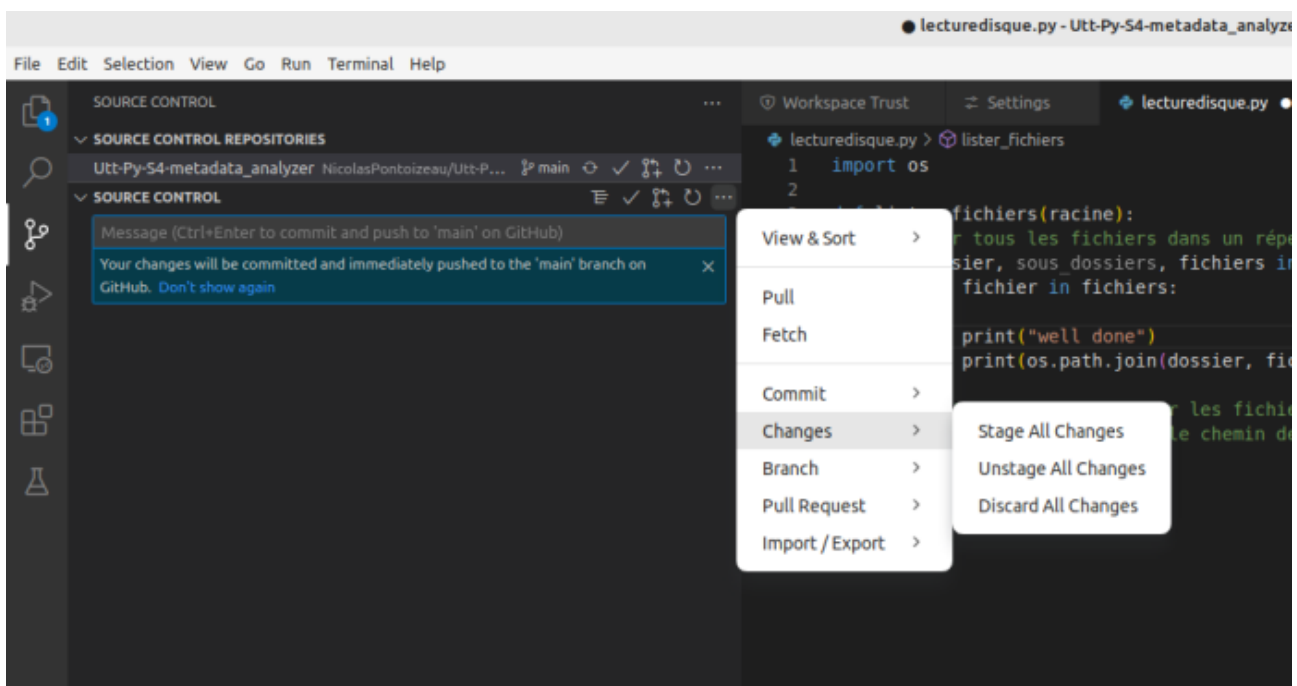 lecturedisque.py - Utt-Py-S4-metadata_analyze
File Edit Selection View Go Run Terminal Help
1
SOURCE CONTROL
SOURCE CONTROL REPOSITORIES
Utt-Py-S4-metadata_analyzer NicolasPontoizeau/Utt-P... main
SOURCE CONTROL
Message (Ctrl+Enter to commit and push to 'main' on GitHub)
Your changes will be committed and immediately pushed to the 'main' branch on
GitHub. Don't show again
View & Sort
Pull
Fetch
Commit
Changes
Branch
Pull Request
Import / Export
Stage All Changes
Unstage All Changes
Discard All Changes
Workspace Trust Settings lecturedisque.py
lecturedisque.py > lister_fichiers
1 import os
2
fichiers(racine):
r tous les fichiers dans un répe
sier, sous_dossiers, fichiers in
fichier in fichiers:
print("well done")
print(os.path.join(dossier, fic
r les fichie
le chemin de